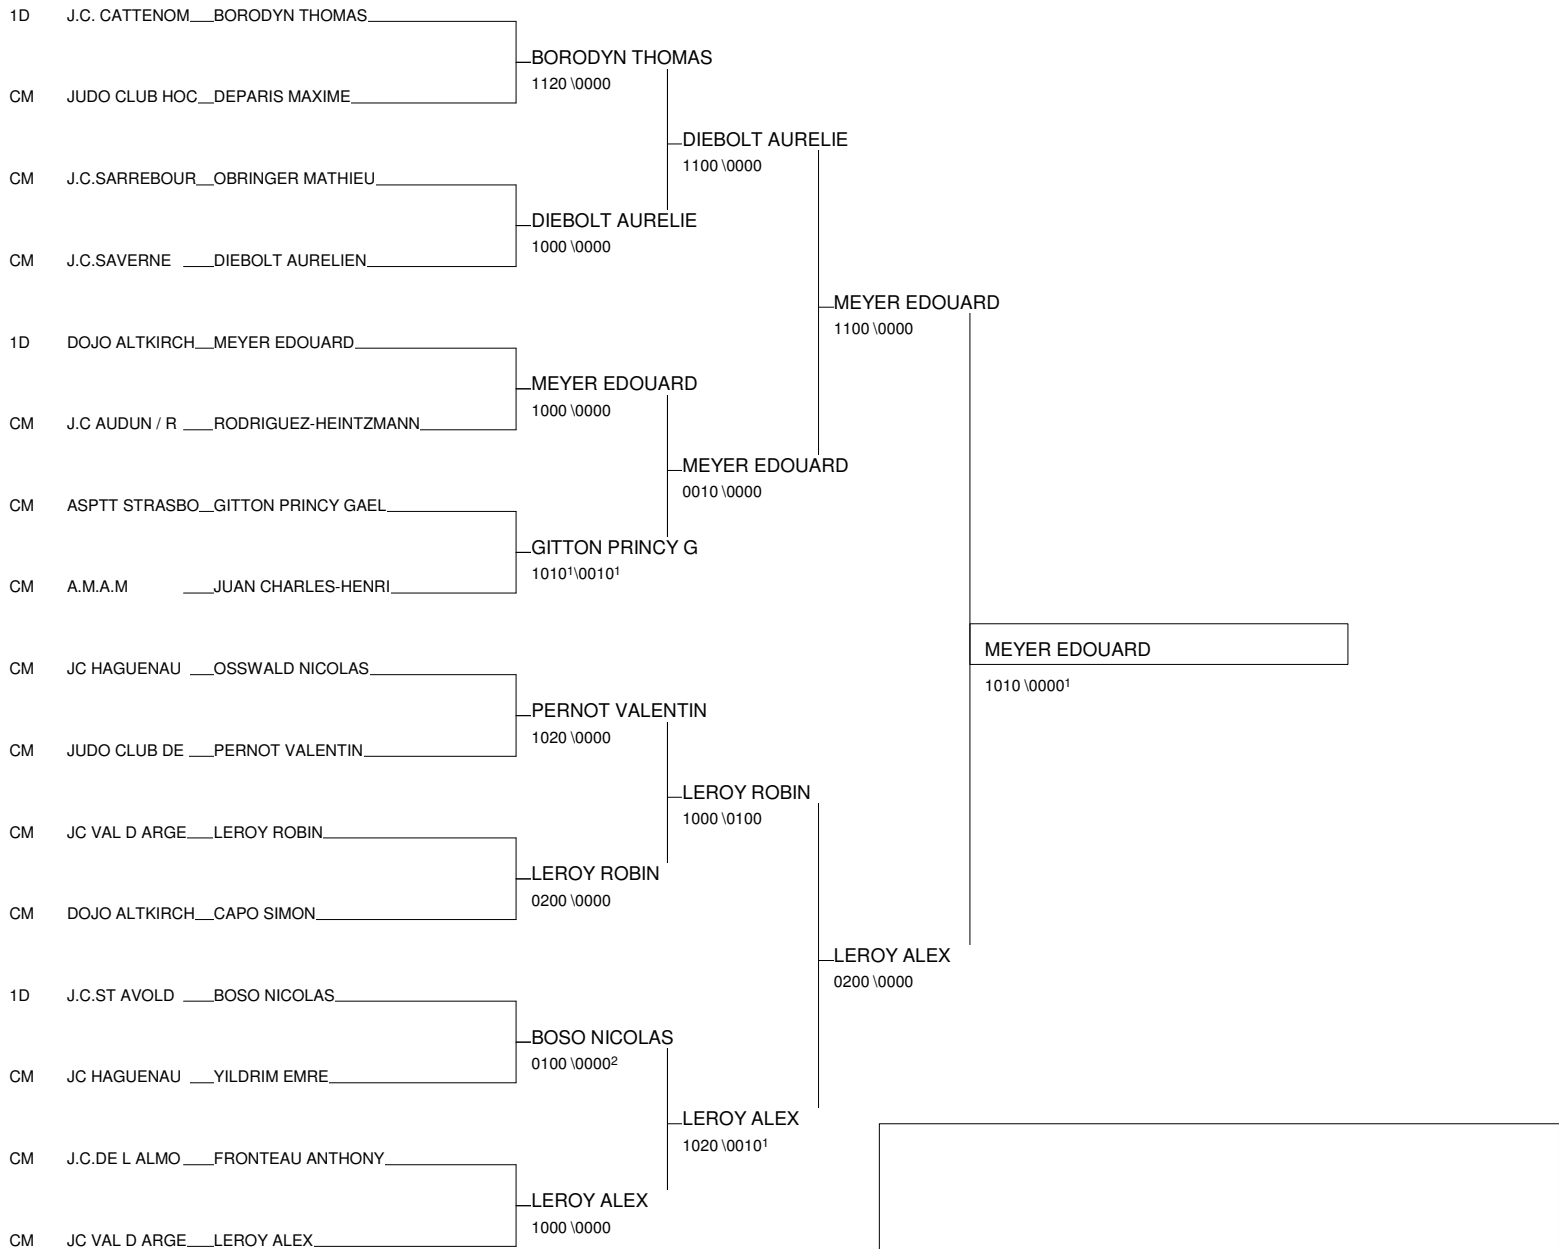 1D J.C. CATTENOM BORODYN THOMAS
BORODYN THOMAS
1120 \0000
CM JUDO CLUB HOC DEPARIS MAXIME
DIEBOLT AURELIE
1100 \0000
CM J.C.SARREBOUR OBRINGER MATHIEU
DIEBOLT AURELIE
1000 \0000
CM J.C.SAVERNE DIEBOLT AURELIEN
MEYER EDOUARD
1100 \0000
1D DOJO ALTKIRCH MEYER EDOUARD
MEYER EDOUARD
1000 \0000
CM J.C AUDUN / R RODRIGUEZ-HEINTZMANN
MEYER EDOUARD
0010 \0000
CM ASPTT STRASBO GITTON PRINCY GAEL
GITTON PRINCY G
1010¹\0010¹
CM A.M.A.M JUAN CHARLES-HENRI
MEYER EDOUARD
1010 \0000¹
CM JC HAGUENAU OSSWALD NICOLAS
PERNOT VALENTIN
1020 \0000
CM JUDO CLUB DE PERNOT VALENTIN
LEROY ROBIN
1000 \0100
CM JC VAL D ARGE LEROY ROBIN
LEROY ROBIN
0200 \0000
CM DOJO ALTKIRCH CAPO SIMON
LEROY ALEX
0200 \0000
1D J.C.ST AVOLD BOSO NICOLAS
BOSO NICOLAS
0100 \0000²
CM JC HAGUENAU YILDRIM EMRE
LEROY ALEX
1020 \0010¹
CM J.C.DE L ALMO FRONTEAU ANTHONY
LEROY ALEX
1000 \0000
CM JC VAL D ARGE LEROY ALEX